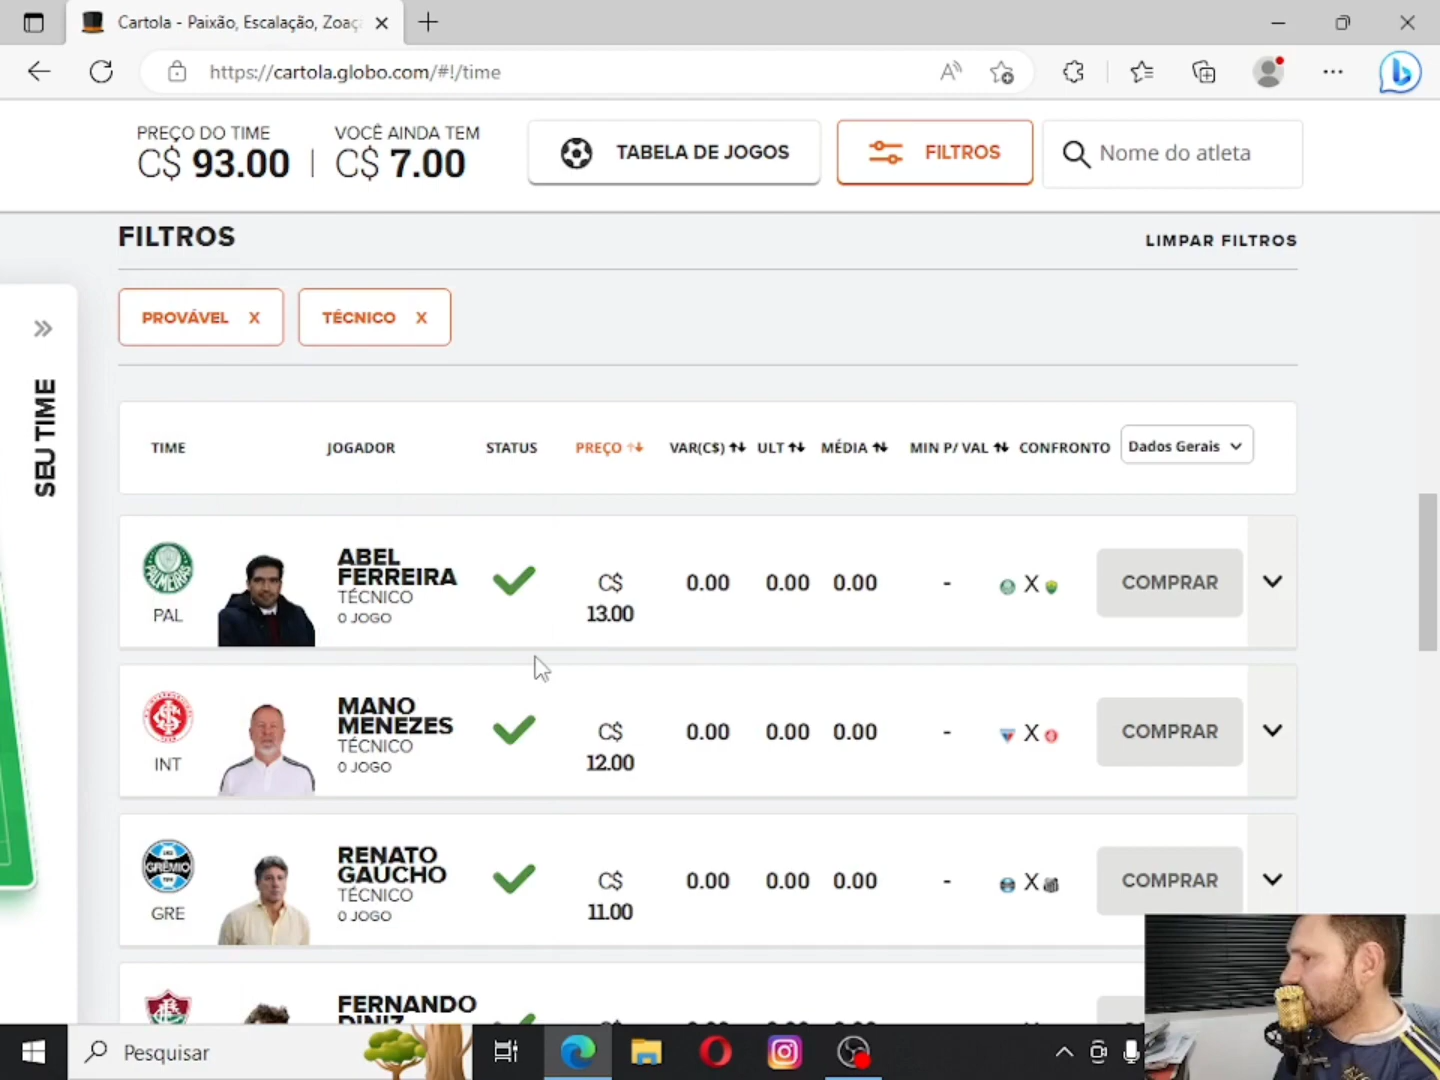 Cartola - Paixão, Escalação, Zoaç
https://cartola.globo.com/#!/time
PREÇO DO TIME
C$ 93.00
VOCÊ AINDA TEM
C$ 7.00
TABELA DE JOGOS
FILTROS
Nome do atleta
FILTROS
LIMPAR FILTROS
PROVÁVEL X
TÉCNICO X
SEU TIME
TIME JOGADOR STATUS PREÇO VAR(C$) ULT MÉDIA MIN P/ VAL CONFRONTO Dados Gerais
PALMEIRAS
PAL
ABEL
FERREIRA
TÉCNICO
0 JOGO
C$
13.00
0.00 0.00 0.00 - X COMPRAR
INT
MANO
MENEZES
TÉCNICO
0 JOGO
C$
12.00
0.00 0.00 0.00 - X COMPRAR
GRÊMIO
GRE
RENATO
GAÚCHO
TÉCNICO
0 JOGO
C$
11.00
0.00 0.00 0.00 - X COMPRAR
FERNANDO
DINIZ
Pesquisar